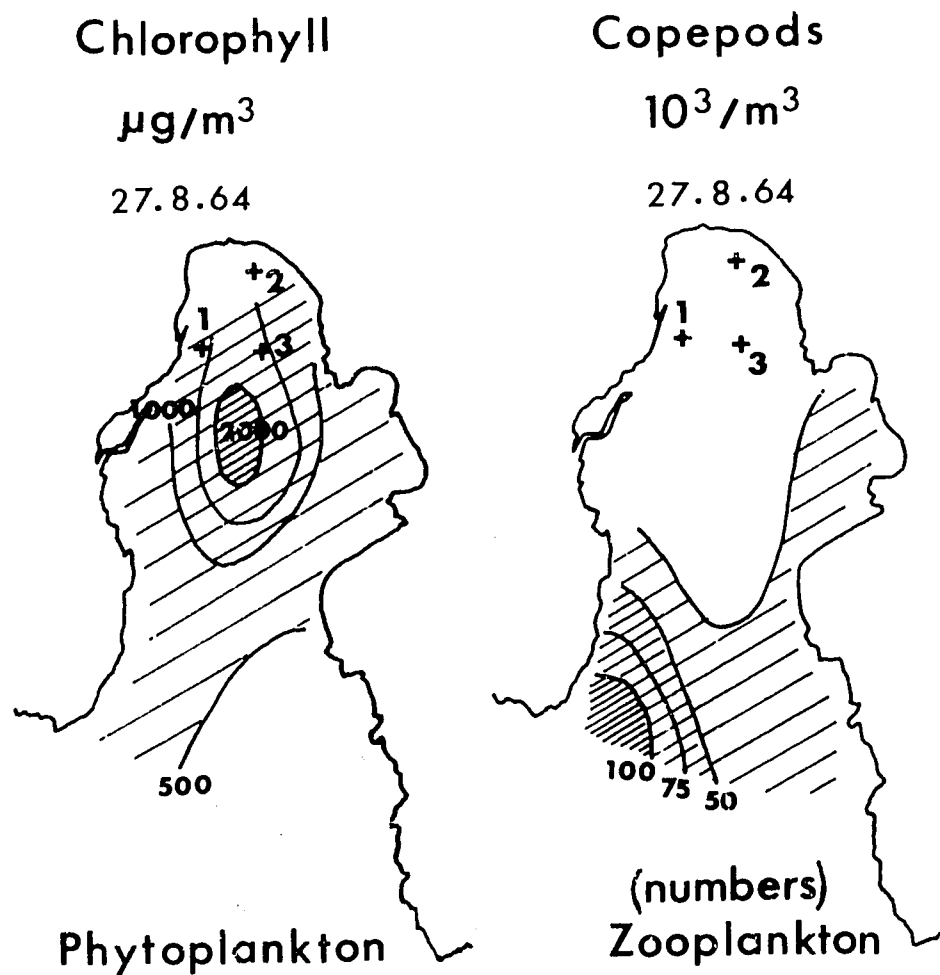 Chlorophyll
µg/m³
27.8.64
2
1
3
1000
2000
500
Phytoplankton
Copepods
10³/m³
27.8.64
2
1
3
100
75
50
(numbers)
Zooplankton